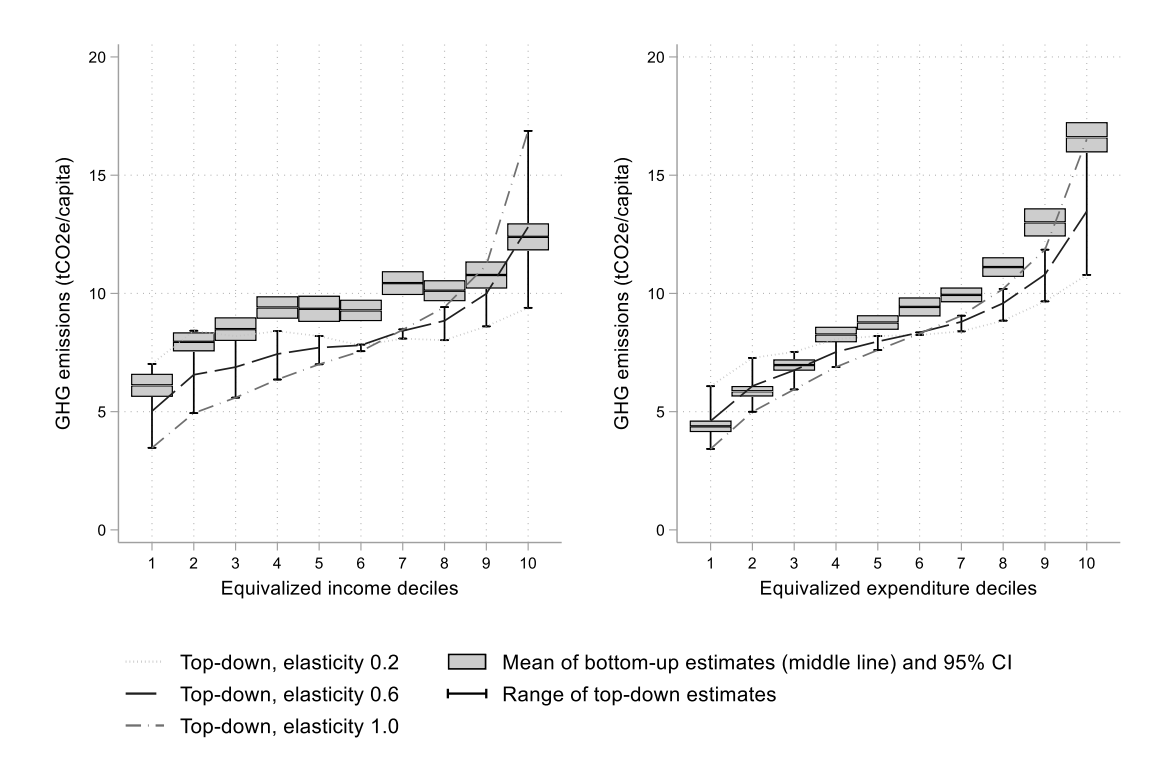 GHG emissions (tCO2e/capita)
20
15
10
5
0
1 2 3 4 5 6 7 8 9 10
Equivalized income deciles
GHG emissions (tCO2e/capita)
20
15
10
5
0
1 2 3 4 5 6 7 8 9 10
Equivalized expenditure deciles
Top-down, elasticity 0.2
Top-down, elasticity 0.6
Top-down, elasticity 1.0
Mean of bottom-up estimates (middle line) and 95% CI
Range of top-down estimates